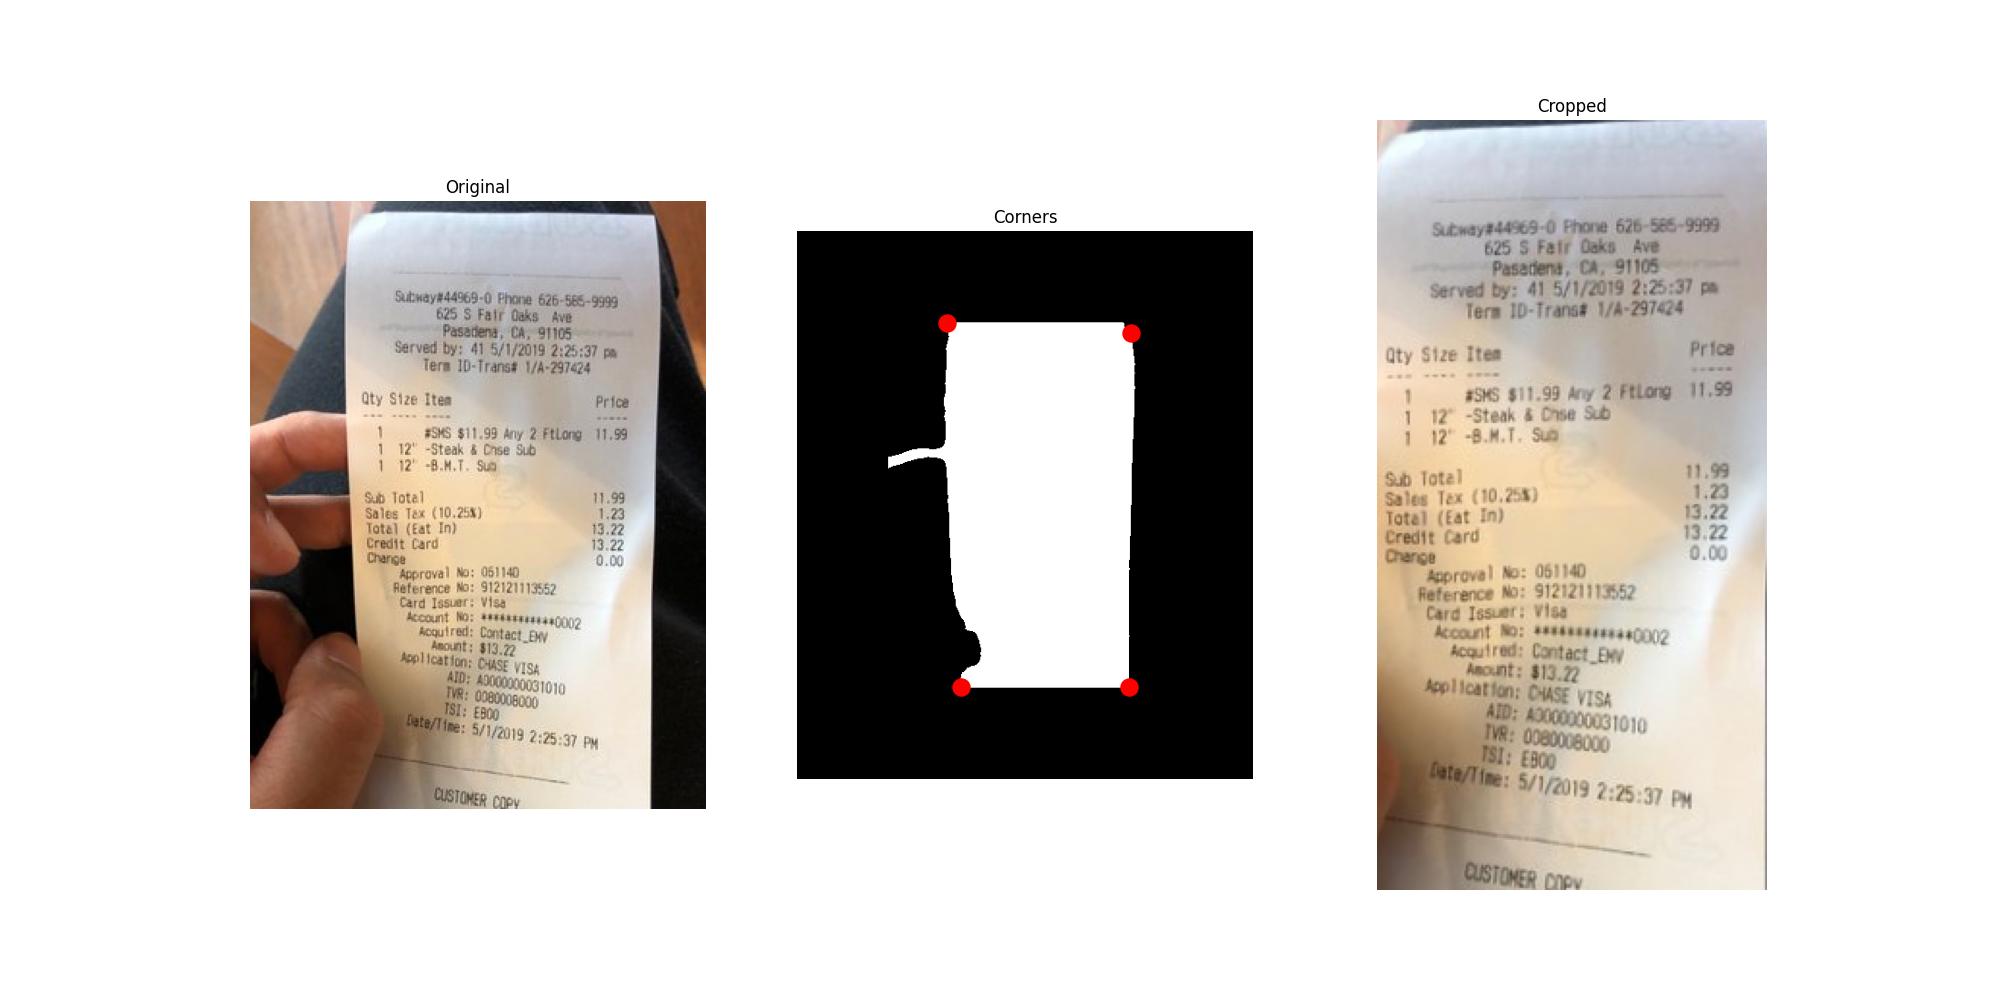 Original
Subway#44969-0 Phone 626-585-9999
625 S Fair Oaks Ave
Pasadena, CA, 91105
Served by: 41 5/1/2019 2:25:37 pm
Term ID-Trans# 1/A-297424
Qty Size Item Price
--- ---- ---- -----
1 #SMS $11.99 Any 2 FtLong 11.99
1 12" -Steak & Chse Sub
1 12" -B.M.T. Sub
Sub Total 11.99
Sales Tax (10.25%) 1.23
Total (Eat In) 13.22
Credit Card 13.22
Change 0.00
Approval No: 05114D
Reference No: 912121113552
Card Issuer: Visa
Account No: ************0002
Acquired: Contact_EMV
Amount: $13.22
Application: CHASE VISA
AID: A0000000031010
TVR: 0080008000
TSI: E800
Date/Time: 5/1/2019 2:25:37 PM
CUSTOMER COPY
Corners
Cropped
Subway#44969-0 Phone 626-585-9999
625 S Fair Oaks Ave
Pasadena, CA, 91105
Served by: 41 5/1/2019 2:25:37 pm
Term ID-Trans# 1/A-297424
Qty Size Item Price
--- ---- ---- -----
1 #SMS $11.99 Any 2 FtLong 11.99
1 12" -Steak & Chse Sub
1 12" -B.M.T. Sub
Sub Total 11.99
Sales Tax (10.25%) 1.23
Total (Eat In) 13.22
Credit Card 13.22
Change 0.00
Approval No: 05114D
Reference No: 912121113552
Card Issuer: Visa
Account No: ************0002
Acquired: Contact_EMV
Amount: $13.22
Application: CHASE VISA
AID: A0000000031010
TVR: 0080008000
TSI: E800
Date/Time: 5/1/2019 2:25:37 PM
CUSTOMER COPY